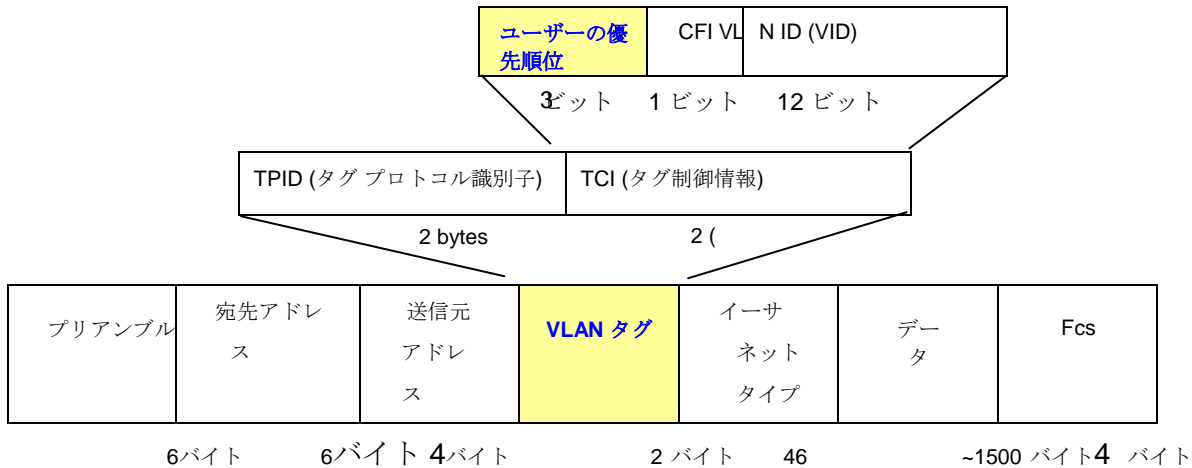 ユーザーの優 CFI VL N ID (VID)
先順位
3ビット 1 ビット 12 ビット
TPID (タグ プロトコル識別子) TCI (タグ制御情報)
2 bytes 2 (
プリアンブル
宛先アドレ
ス
送信元
アドレ
ス
VLAN タグ
イーサ
ネット
タイプ
デー
タ
Fcs
6バイト 6バイト 4バイト 2 バイト 46 ~1500 バイト4 バイト